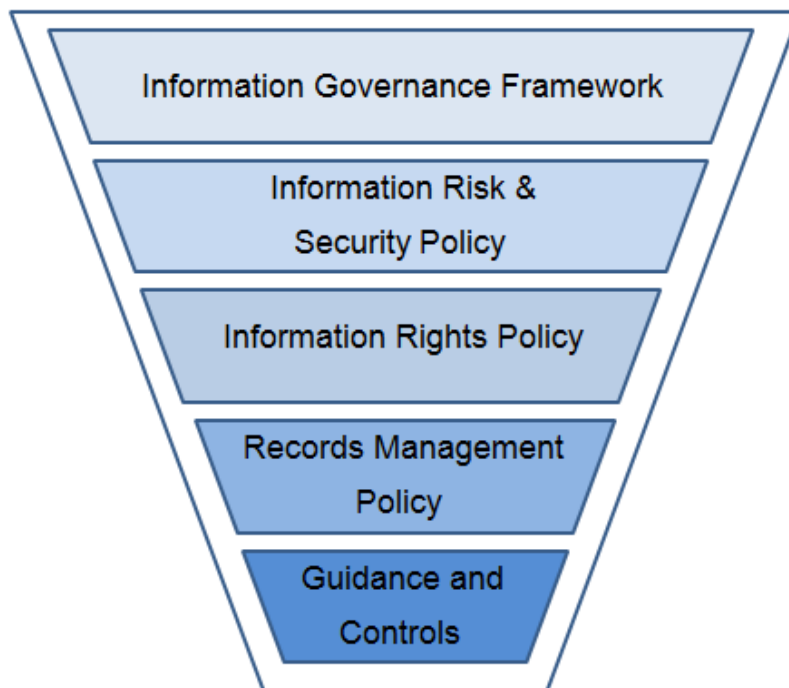 Information Governance Framework
Information Risk &
Security Policy
Information Rights Policy
Records Management
Policy
Guidance and
Controls